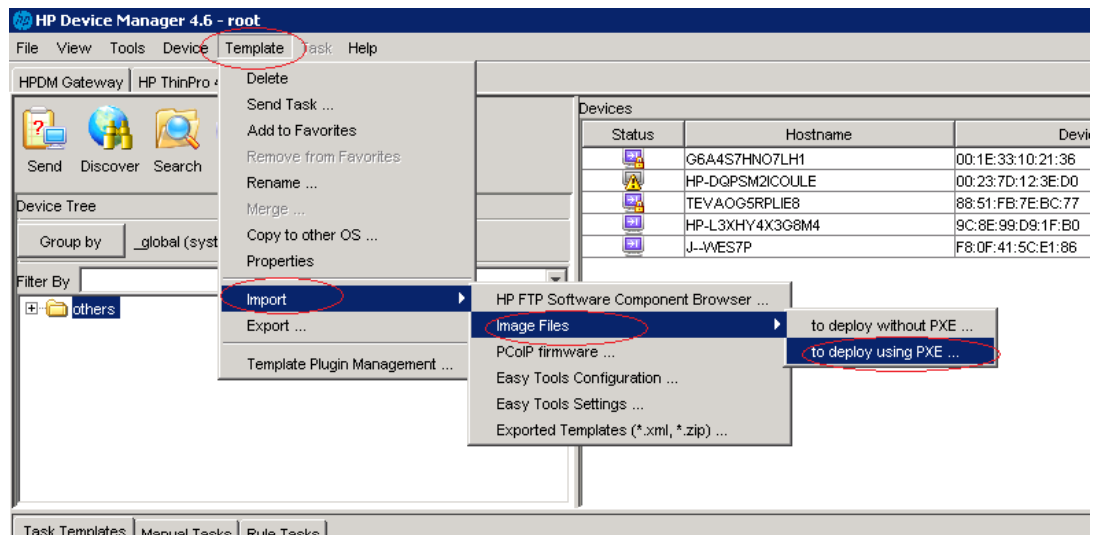 HP Device Manager 4.6 - root
File View Tools Device Template Task Help
HPDM Gateway HP ThinPro
Send Discover Search
Device Tree
Group by _global (syst
Filter By
others
Delete
Send Task ...
Add to Favorites
Remove from Favorites
Rename ...
Merge ...
Copy to other OS ...
Properties
Import
Export ...
Template Plugin Management ...
HP FTP Software Component Browser ...
Image Files
PCoIP firmware ...
Easy Tools Configuration ...
Easy Tools Settings ...
Exported Templates (*.xml, *.zip) ...
to deploy without PXE ...
to deploy using PXE ...
Devices
Status Hostname Devi
G6A4S7HNO7LH1 00:1E:33:10:21:36
HP-DQPSM2ICOULE 00:23:7D:12:3E:D0
TEVAOG5RPLIE8 88:51:FB:7E:BC:77
HP-L3XHY4X3G8M4 9C:8E:99:D9:1F:B0
J--WES7P F8:0F:41:5C:E1:86
Task Templates Manual Tasks Rule Tasks